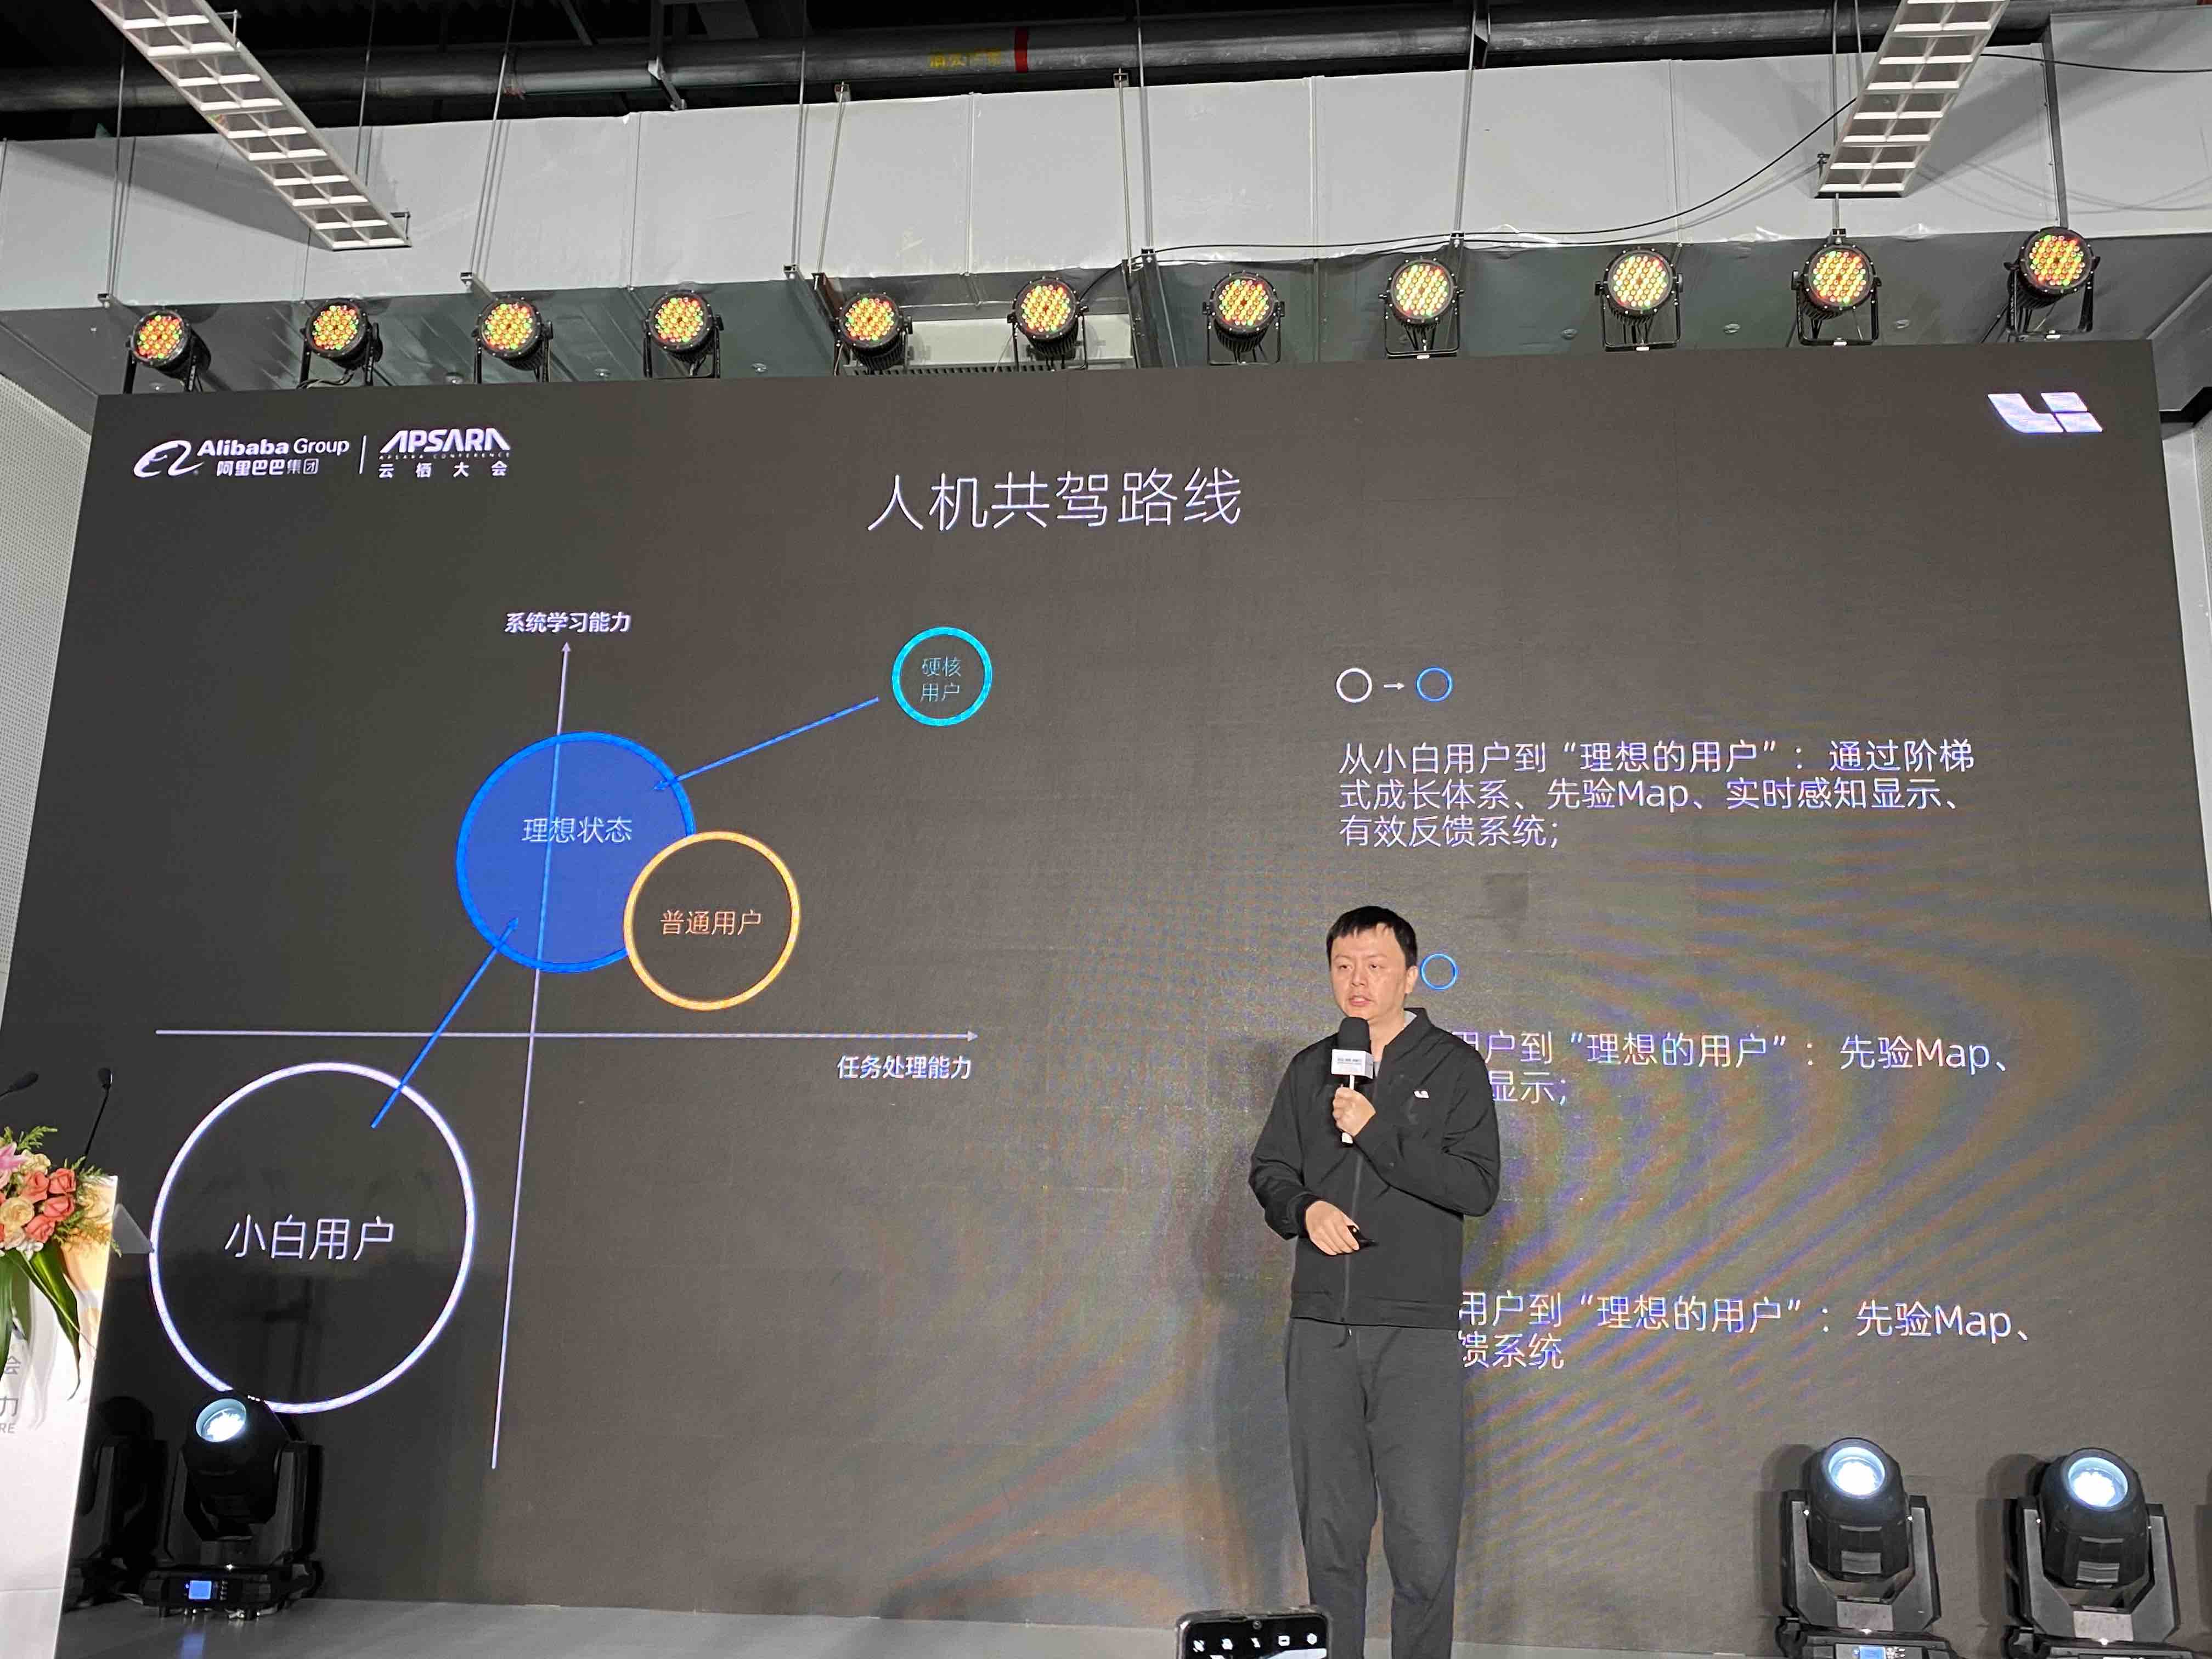 Alibaba Group
阿里巴巴集团
APSARA
APSARA CONFERENCE
云栖大会
人机共驾路线
系统学习能力
硬核
用户
理想状态
普通用户
任务处理能力
小白用户
从小白用户到“理想的用户”：通过阶梯
式成长体系、先验Map、实时感知显示、
有效反馈系统；
用户到“理想的用户”：先验Map、
显示；
用户到“理想的用户”：先验Map、
馈系统
会
力
RE